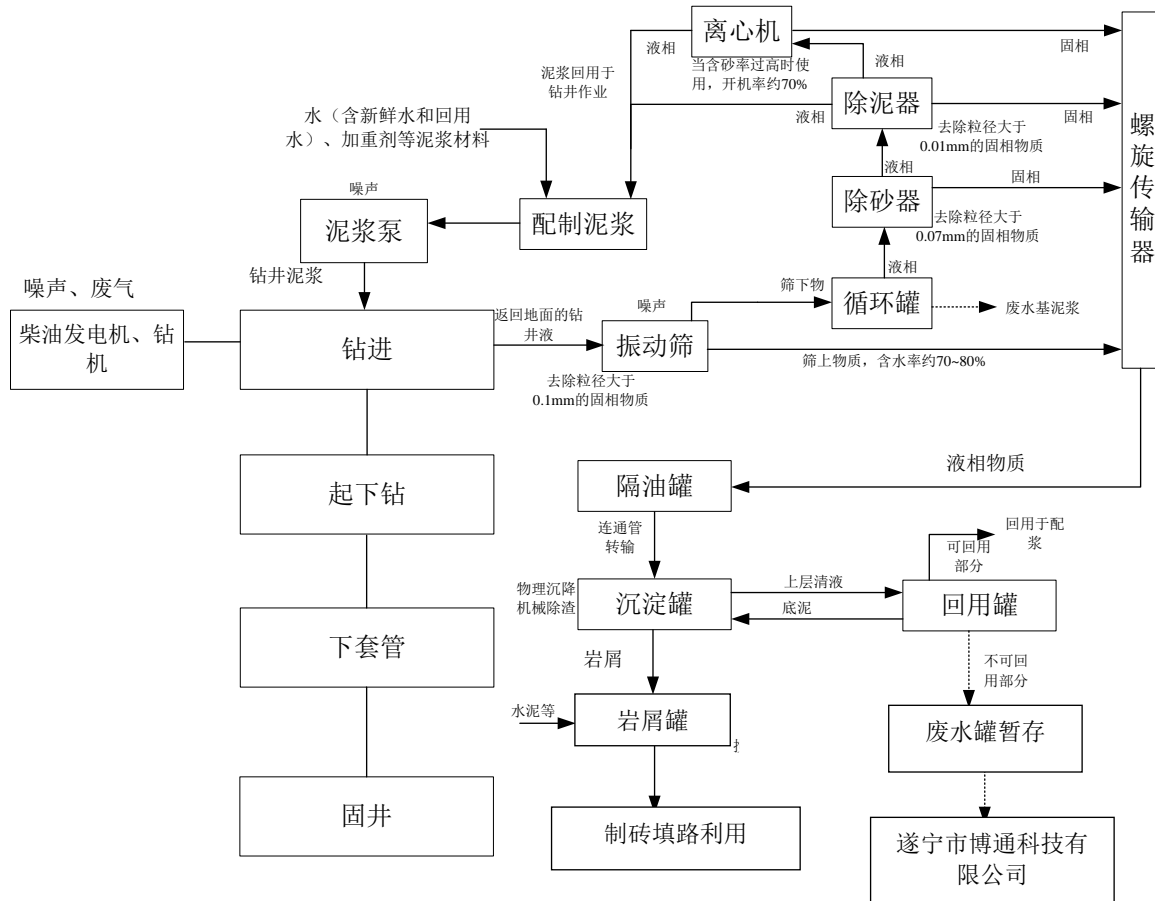 离心机
液相
固相
当含砂率过高时使
用，开机率约70%
液相
泥浆回用于
钻井作业
除泥器
液相
固相
去除粒径大于
0.01mm的固相物质
水（含新鲜水和回用
水）、加重剂等泥浆材料
螺
旋
传
输
器
液相
除砂器
固相
去除粒径大于
0.07mm的固相物质
噪声
泥浆泵
配制泥浆
钻井泥浆
液相
筛下物
循环罐
废水基泥浆
噪声、废气
柴油发电机、钻
机
钻进
返回地面的钻
井液
噪声
振动筛
筛上物质，含水率约70~80%
去除粒径大于
0.1mm的固相物质
起下钻
液相物质
隔油罐
连通管
转输
回用于配
浆
可回用
部分
物理沉降
机械除渣
沉淀罐
上层清液
底泥
回用罐
下套管
岩屑
不可回
用部分
水泥等
岩屑罐
废水罐暂存
固井
制砖填路利用
遂宁市博通科技有
限公司